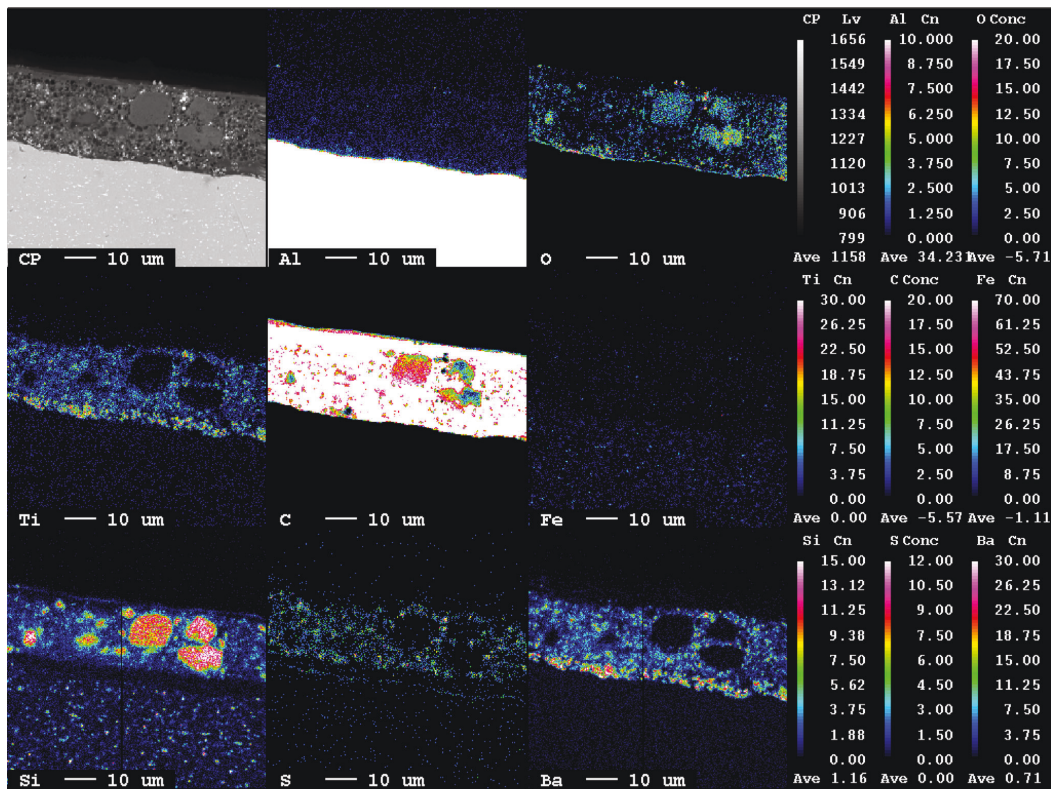 CP Lv Al Cn O Conc
1656 10.000 20.00
1549 8.750 17.50
1442 7.500 15.00
1334 6.250 12.50
1227 5.000 10.00
1120 3.750 7.50
1013 2.500 5.00
906 1.250 2.50
799 0.000 0.00
Ave 1158 Ave 34.231 Ave -5.71
CP 10 um Al 10 um O 10 um
Ti Cn C Conc Fe Cn
30.00 20.00 70.00
26.25 17.50 61.25
22.50 15.00 52.50
18.75 12.50 43.75
15.00 10.00 35.00
11.25 7.50 26.25
7.50 5.00 17.50
3.75 2.50 8.75
0.00 0.00 0.00
Ave 0.00 Ave -5.57 Ave -1.11
Ti 10 um C 10 um Fe 10 um
Si Cn S Conc Ba Cn
15.00 12.00 30.00
13.12 10.50 26.25
11.25 9.00 22.50
9.38 7.50 18.75
7.50 6.00 15.00
5.62 4.50 11.25
3.75 3.00 7.50
1.88 1.50 3.75
0.00 0.00 0.00
Ave 1.16 Ave 0.00 Ave 0.71
Si 10 um S 10 um Ba 10 um